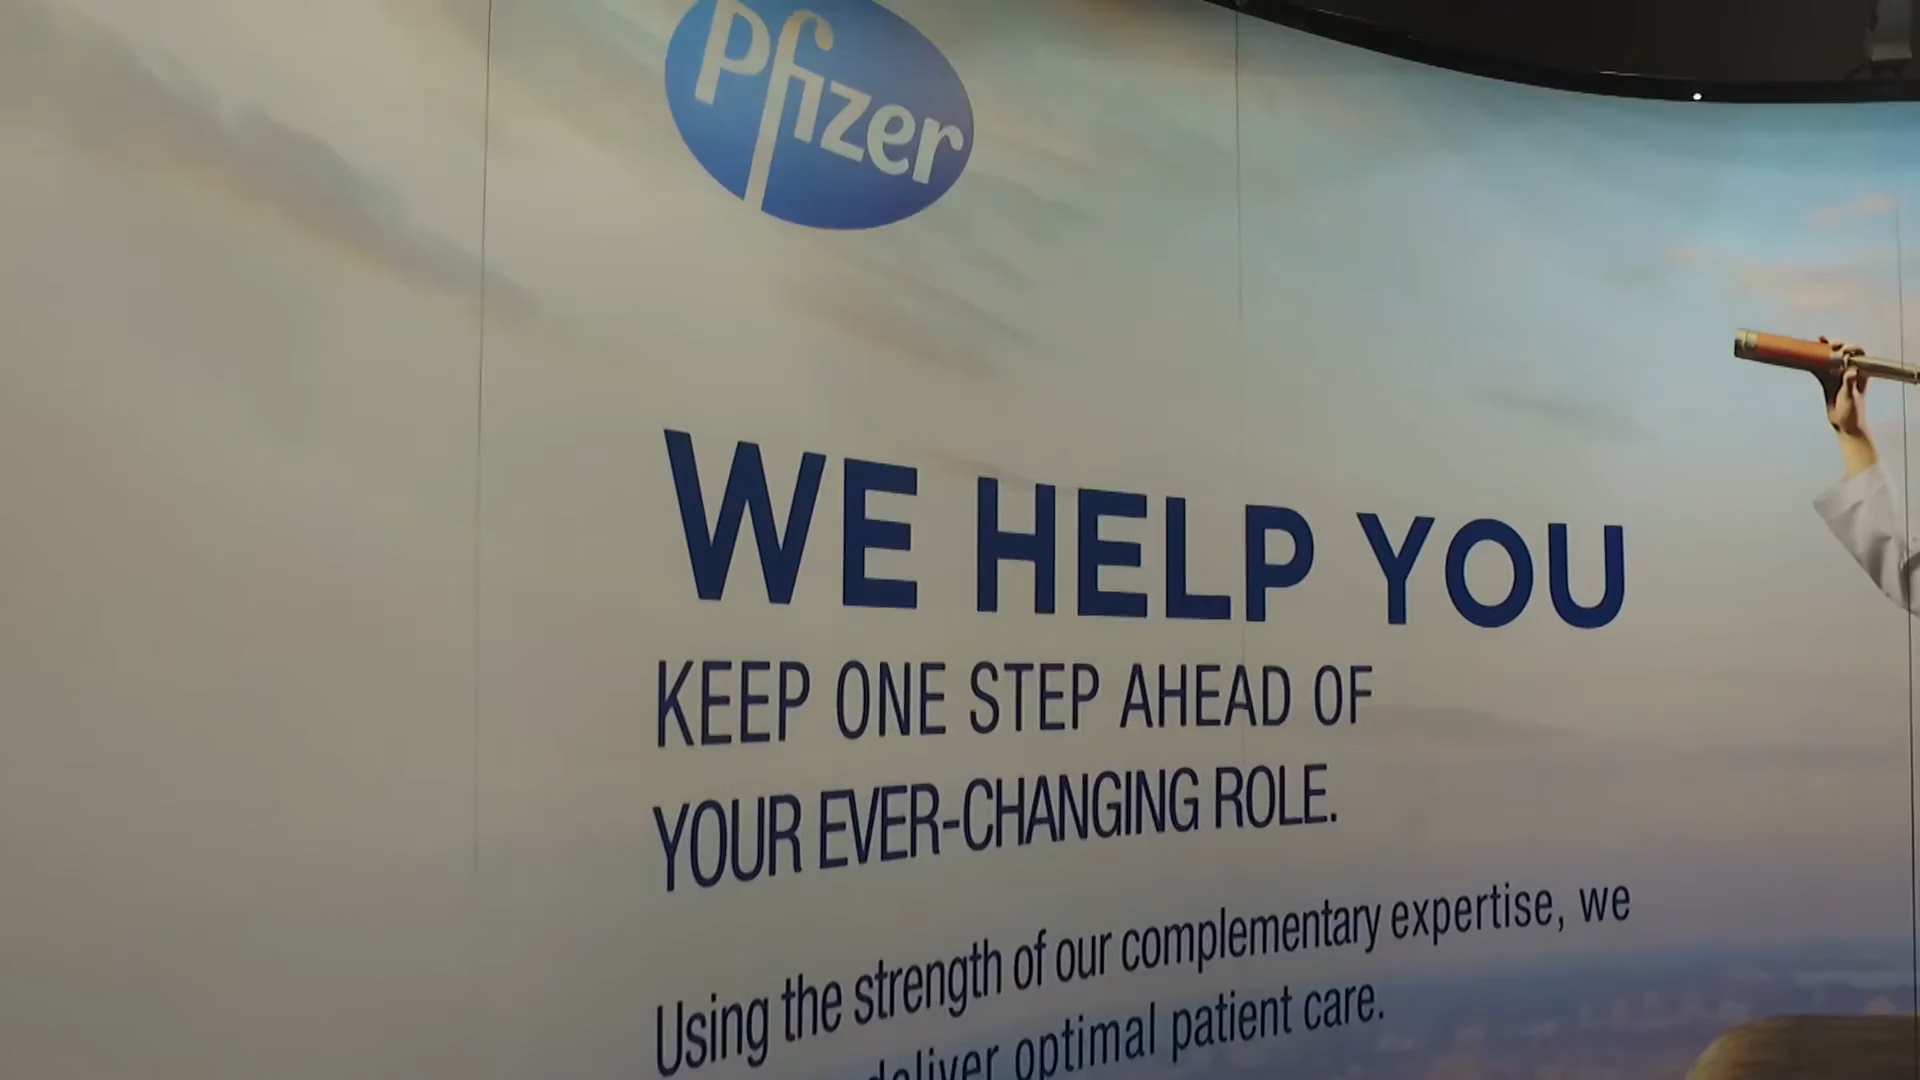 Pfizer
WE HELP YOU
KEEP ONE STEP AHEAD OF
YOUR EVER-CHANGING ROLE.
Using the strength of our complementary expertise, we
deliver optimal patient care.